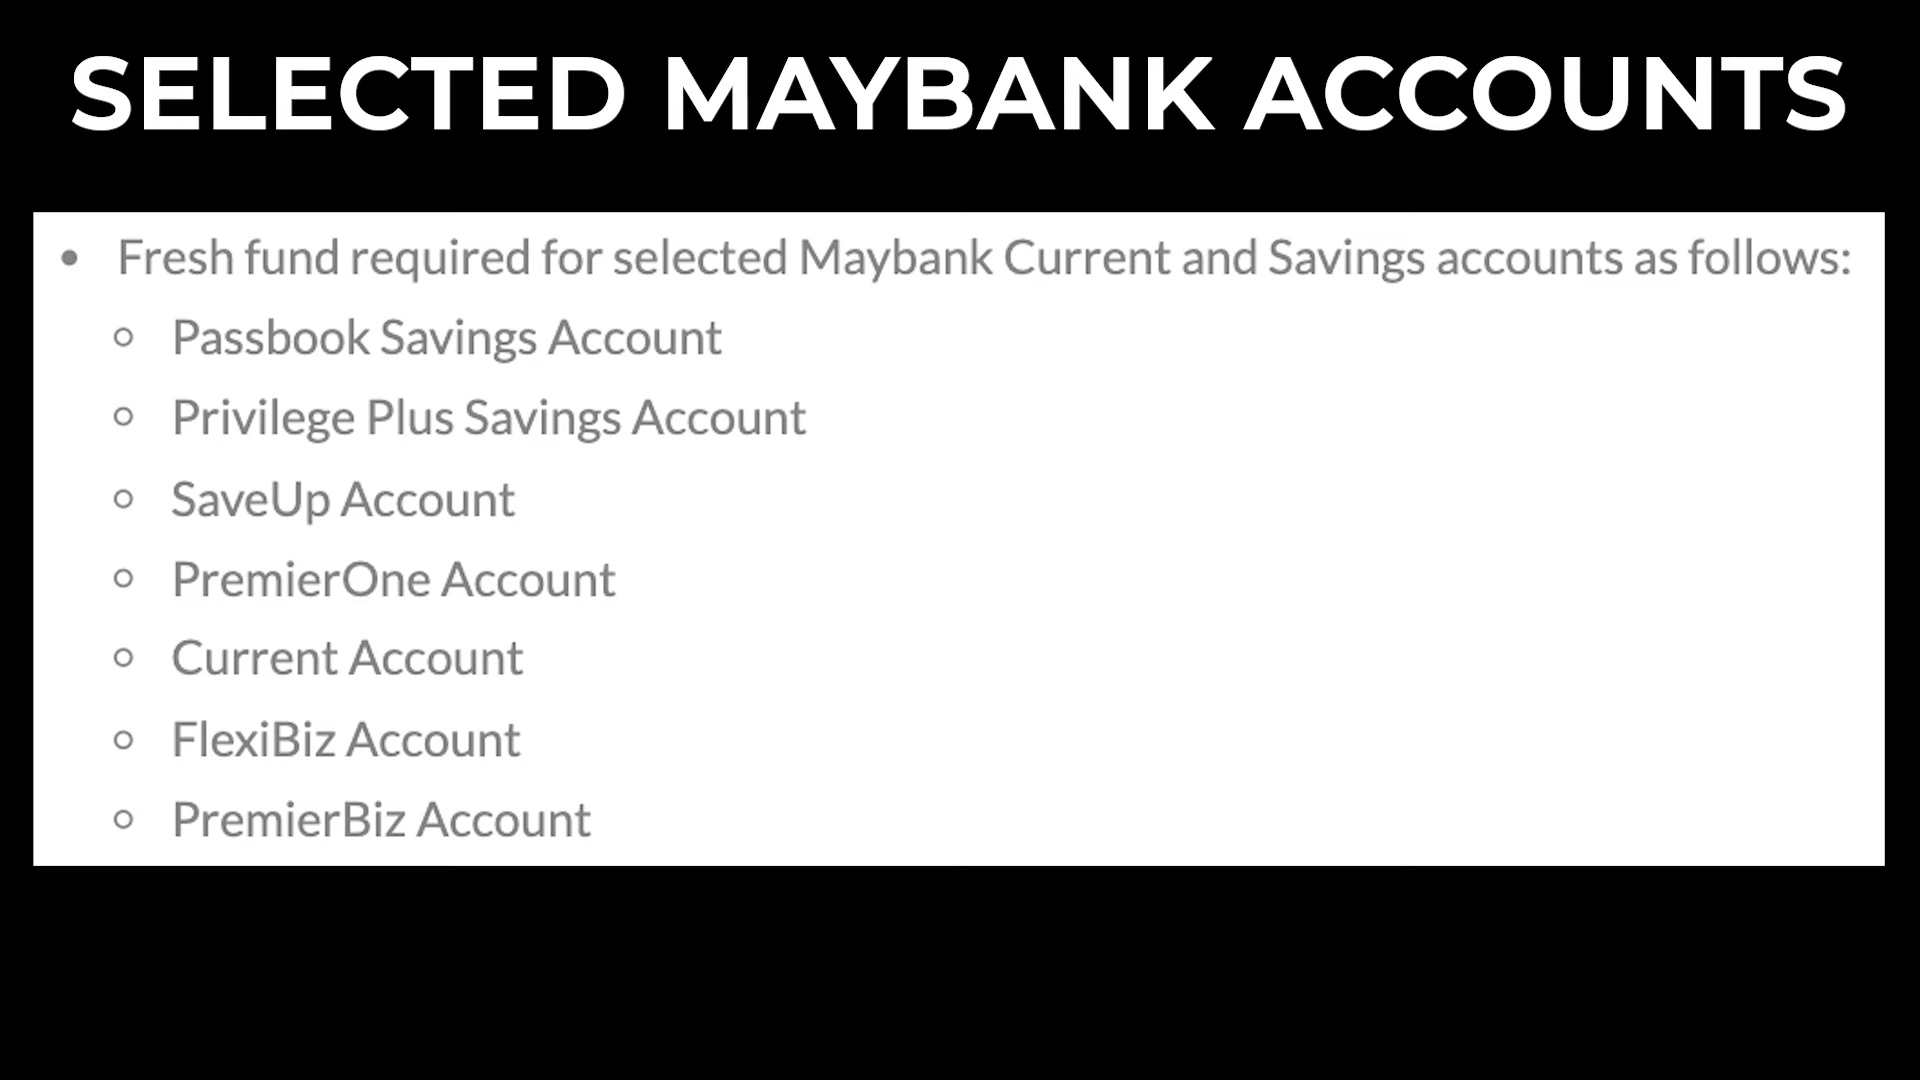 SELECTED MAYBANK ACCOUNTS
• Fresh fund required for selected Maybank Current and Savings accounts as follows:
○ Passbook Savings Account
○ Privilege Plus Savings Account
○ SaveUp Account
○ PremierOne Account
○ Current Account
○ FlexiBiz Account
○ PremierBiz Account